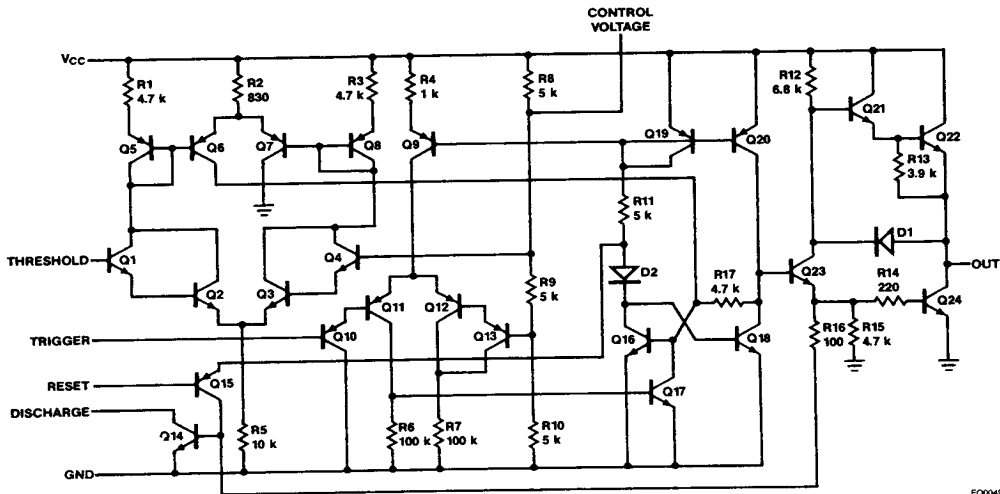 CONTROL
VOLTAGE
VCC
R1
4.7 k
R2
830
R3
4.7 k
R4
1 k
R8
5 k
R12
6.8 k
Q5
Q6
Q7
Q8
Q9
Q19
Q20
Q21
Q22
R13
3.9 k
R11
5 k
THRESHOLD
Q1
Q2
Q3
Q4
D2
R17
4.7 k
Q23
D1
OUT
R9
5 k
R14
220
Q24
Q11
Q12
Q13
Q16
Q18
R16
100
R15
4.7 k
TRIGGER
Q10
RESET
Q15
Q17
DISCHARGE
Q14
R5
10 k
R6
100 k
R7
100 k
R10
5 k
GND